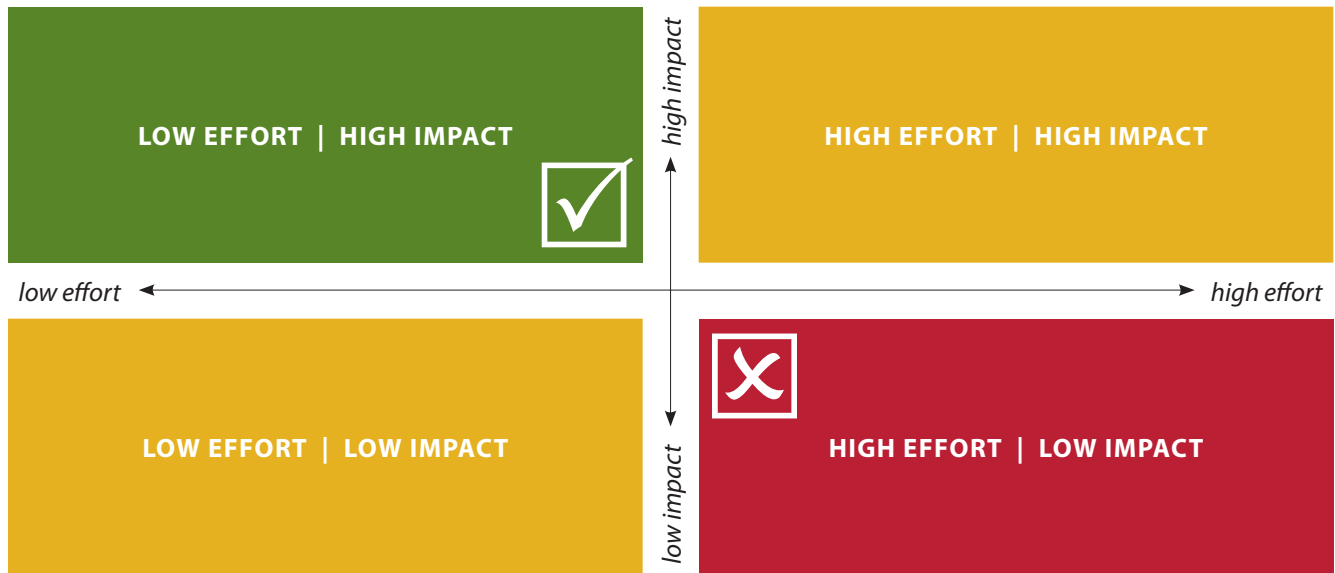 LOW EFFORT | HIGH IMPACT
high impact
HIGH EFFORT | HIGH IMPACT
low effort
high effort
LOW EFFORT | LOW IMPACT
low impact
HIGH EFFORT | LOW IMPACT